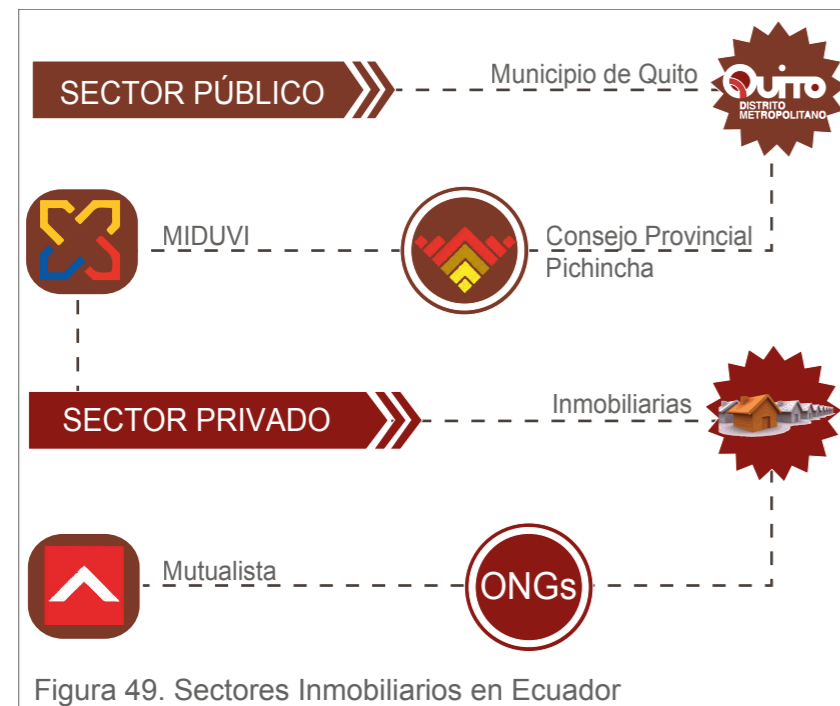 SECTOR PÚBLICO
Municipio de Quito
Quito
DISTRITO
METROPOLITANO
MIDUVI
Consejo Provincial
Pichincha
SECTOR PRIVADO
Inmobiliarias
Mutualista
ONGs
Figura 49. Sectores Inmobiliarios en Ecuador